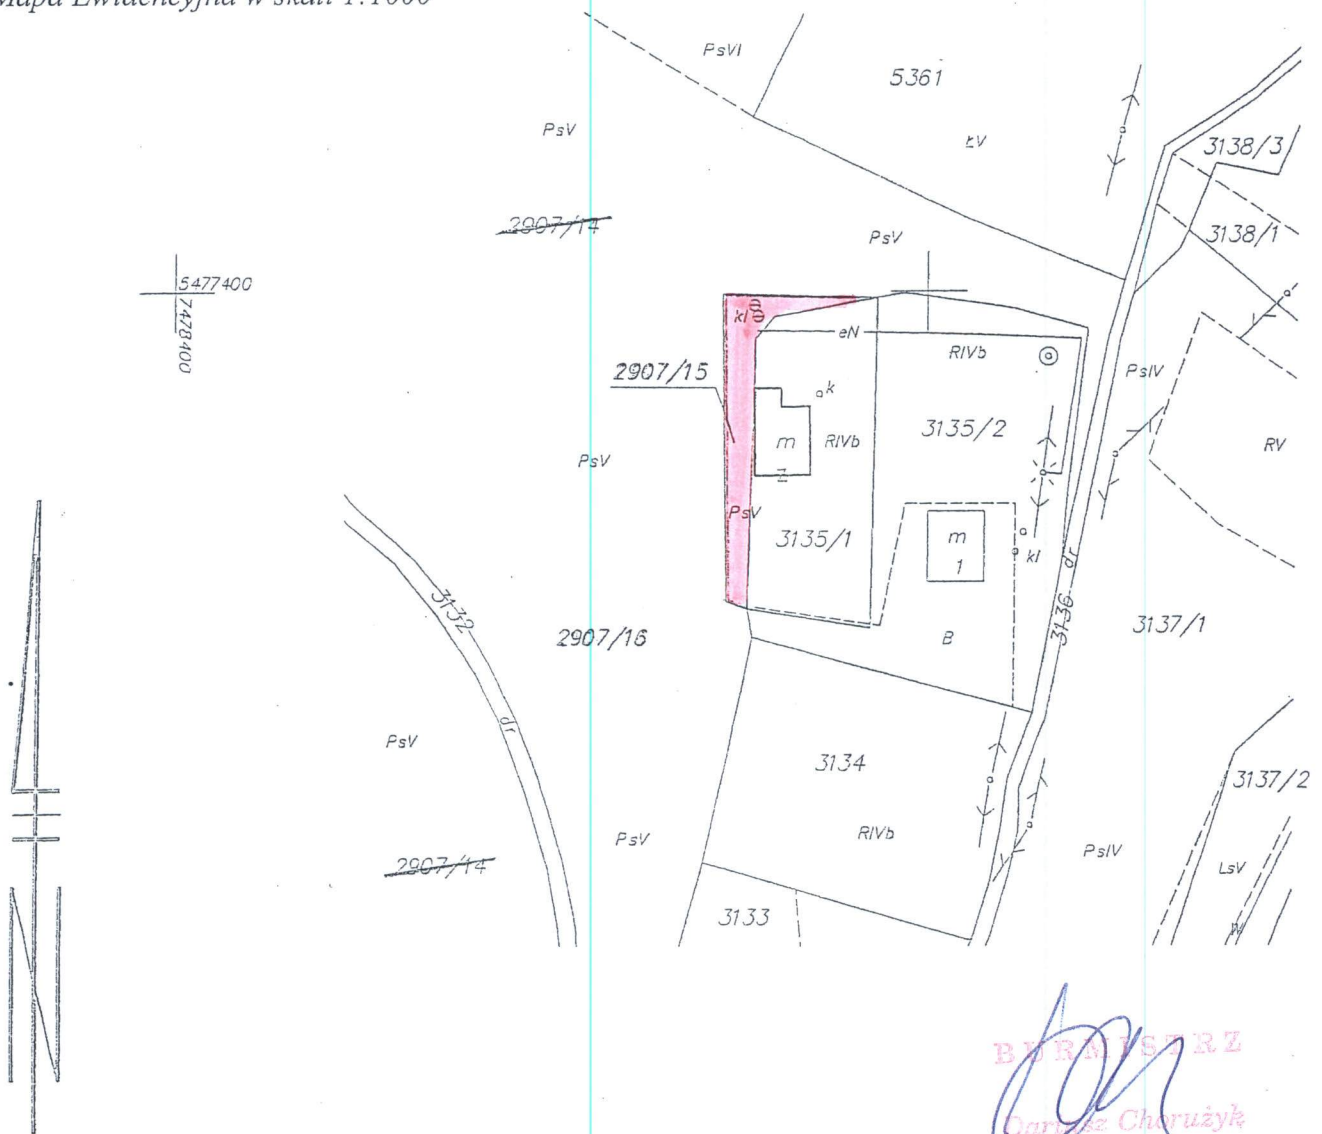 Mapa Ewidencyjna w skali 1:1000
PsVI
5361
PsV
ŁV
3138/3
2907/14
PsV
3138/1
5477400
7478400
kl
eN
RIVb
2907/15
PsIV
k
3135/2
m
RIVb
RV
PsV
2
PsV
3135/1
m
1
kl
dr
3132
3136
3137/1
2907/16
B
dr
PsV
3134
3137/2
PsV
RIVb
PsIV
2907/14
LsV
3133
W
N
BURMISTRZ
Dariusz Chorużyk